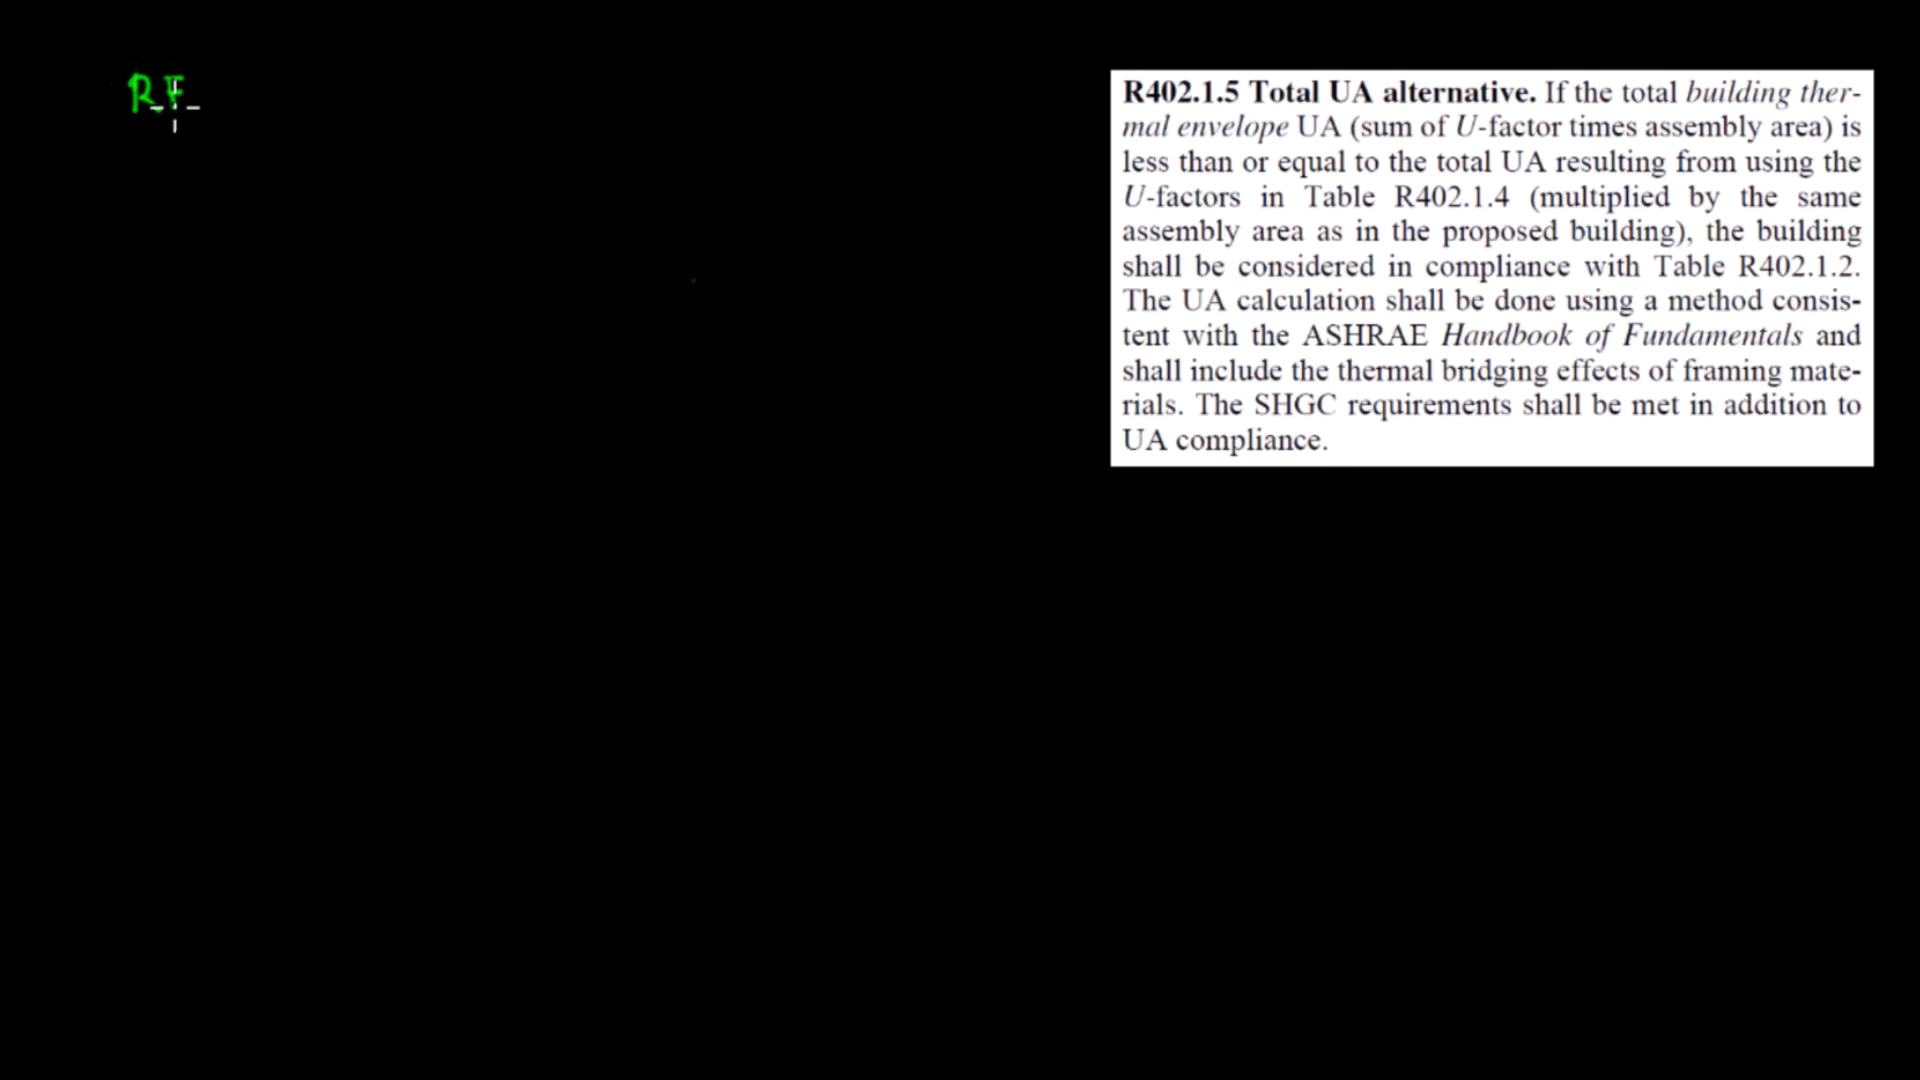 RF
R402.1.5 Total UA alternative. If the total building ther-
mal envelope UA (sum of U-factor times assembly area) is
less than or equal to the total UA resulting from using the
U-factors in Table R402.1.4 (multiplied by the same
assembly area as in the proposed building), the building
shall be considered in compliance with Table R402.1.2.
The UA calculation shall be done using a method consis-
tent with the ASHRAE Handbook of Fundamentals and
shall include the thermal bridging effects of framing mate-
rials. The SHGC requirements shall be met in addition to
UA compliance.